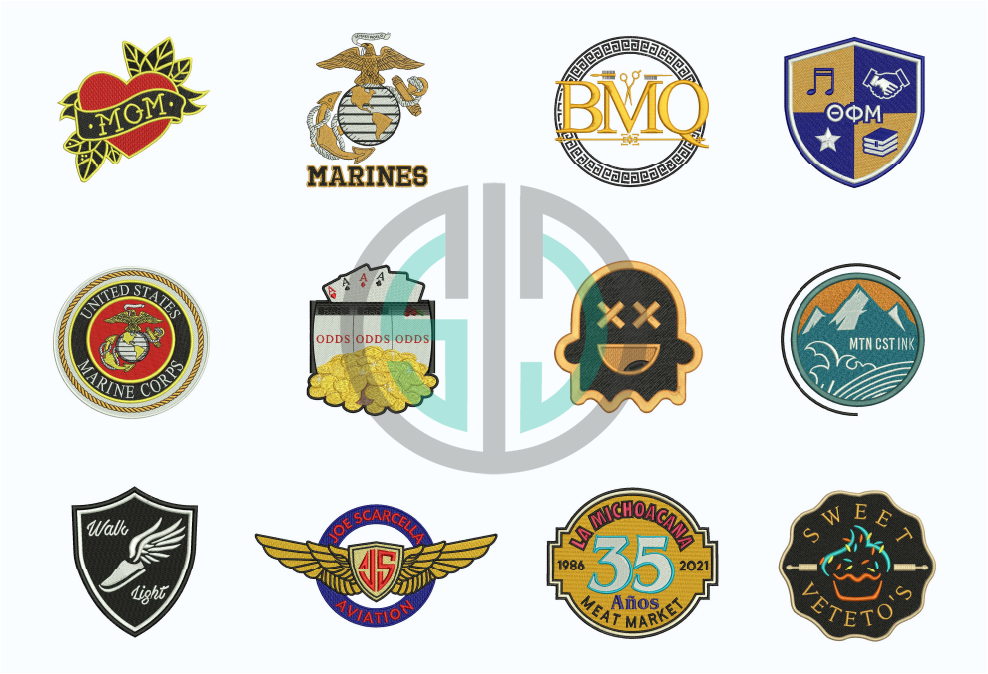 MOM
MARINES
BMQ
ΘΦΜ
UNITED STATES
MARINE CORPS
A A A A
ODDS ODDS ODDS
MTN CST INK
Walk
Light
JOE SCARCELLA
JS
AVIATION
LA MICHOACANA
1986 35 2021
Años
MEAT MARKET
SWEET
VETETO'S